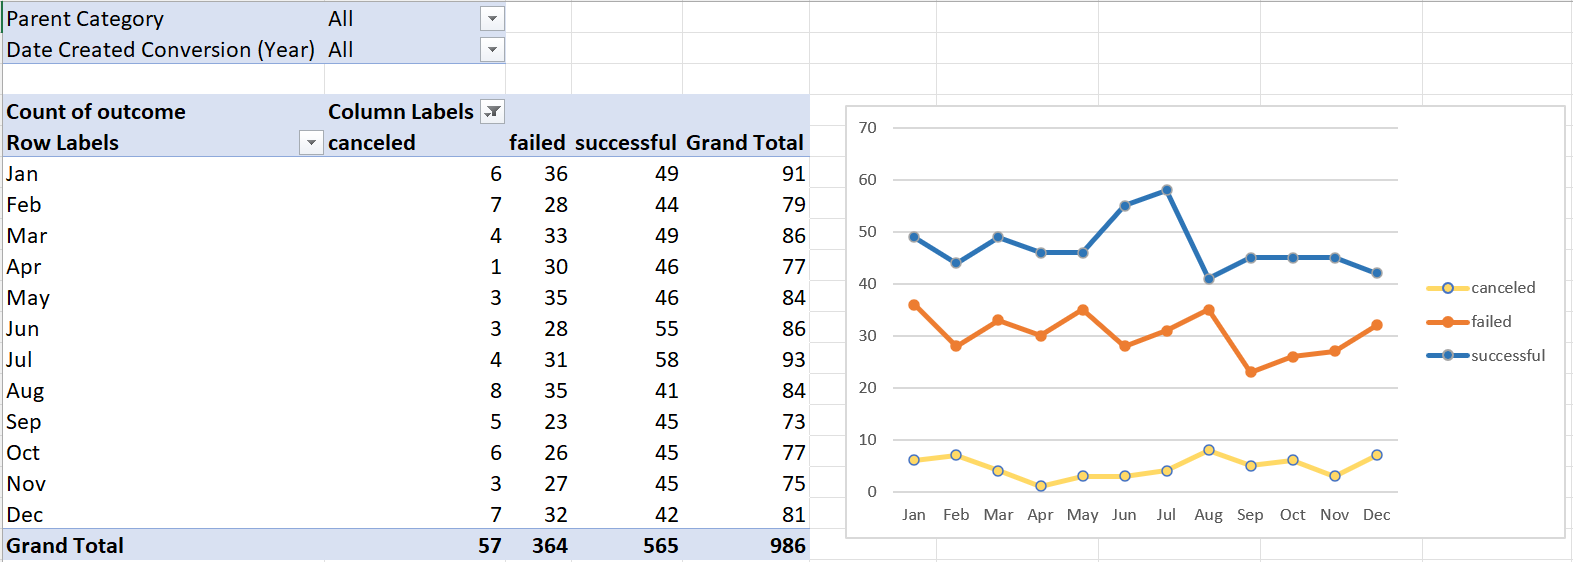 Parent Category All
Date Created Conversion (Year) All
Count of outcome Column Labels
Row Labels canceled failed successful Grand Total
Jan 6 36 49 91
Feb 7 28 44 79
Mar 4 33 49 86
Apr 1 30 46 77
May 3 35 46 84
Jun 3 28 55 86
Jul 4 31 58 93
Aug 8 35 41 84
Sep 5 23 45 73
Oct 6 26 45 77
Nov 3 27 45 75
Dec 7 32 42 81
Grand Total 57 364 565 986
70
60
50
40
30
20
10
0
Jan Feb Mar Apr May Jun Jul Aug Sep Oct Nov Dec
canceled
failed
successful